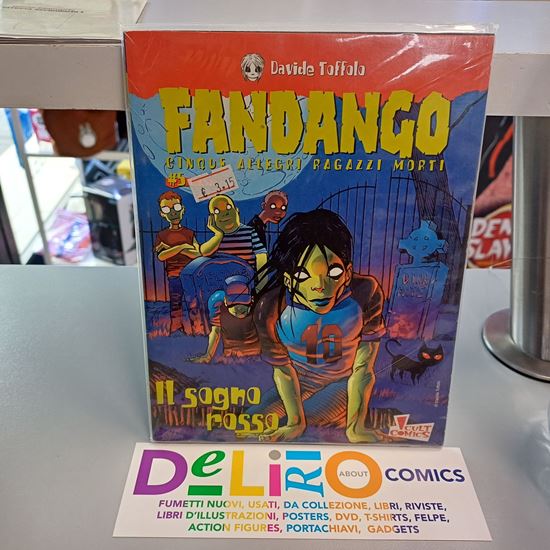 Davide Toffolo
FANDANGO
CINQUE ALLEGRI RAGAZZI MORTI
#5
€ 3.15
10
Il sogno
rosso
CULT
COMICS
DeLiRiO ABOUT COMICS
FUMETTI NUOVI, USATI, DA COLLEZIONE, LIBRI, RIVISTE,
LIBRI D'ILLUSTRAZIONI, POSTERS, DVD, T-SHIRTS, FELPE,
ACTION FIGURES, PORTACHIAVI, GADGETS